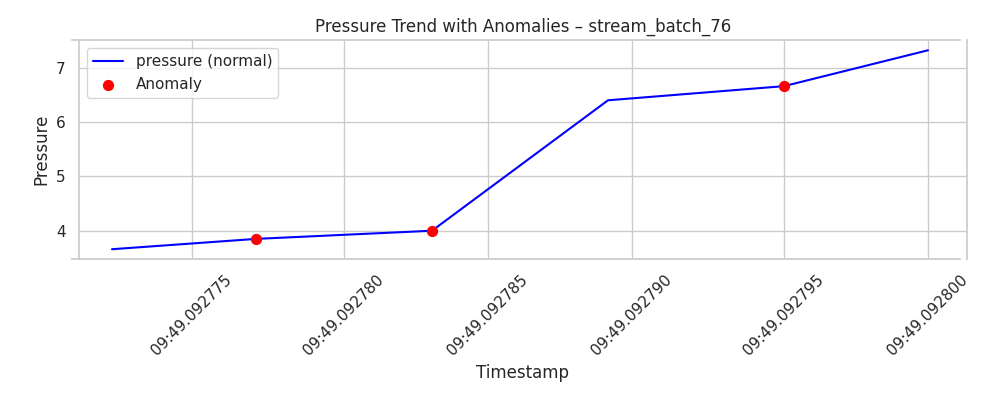 Pressure Trend with Anomalies – stream_batch_76
pressure (normal)
Anomaly
Pressure
7
6
5
4
09:49.092775
09:49.092780
09:49.092785
09:49.092790
09:49.092795
09:49.092800
Timestamp